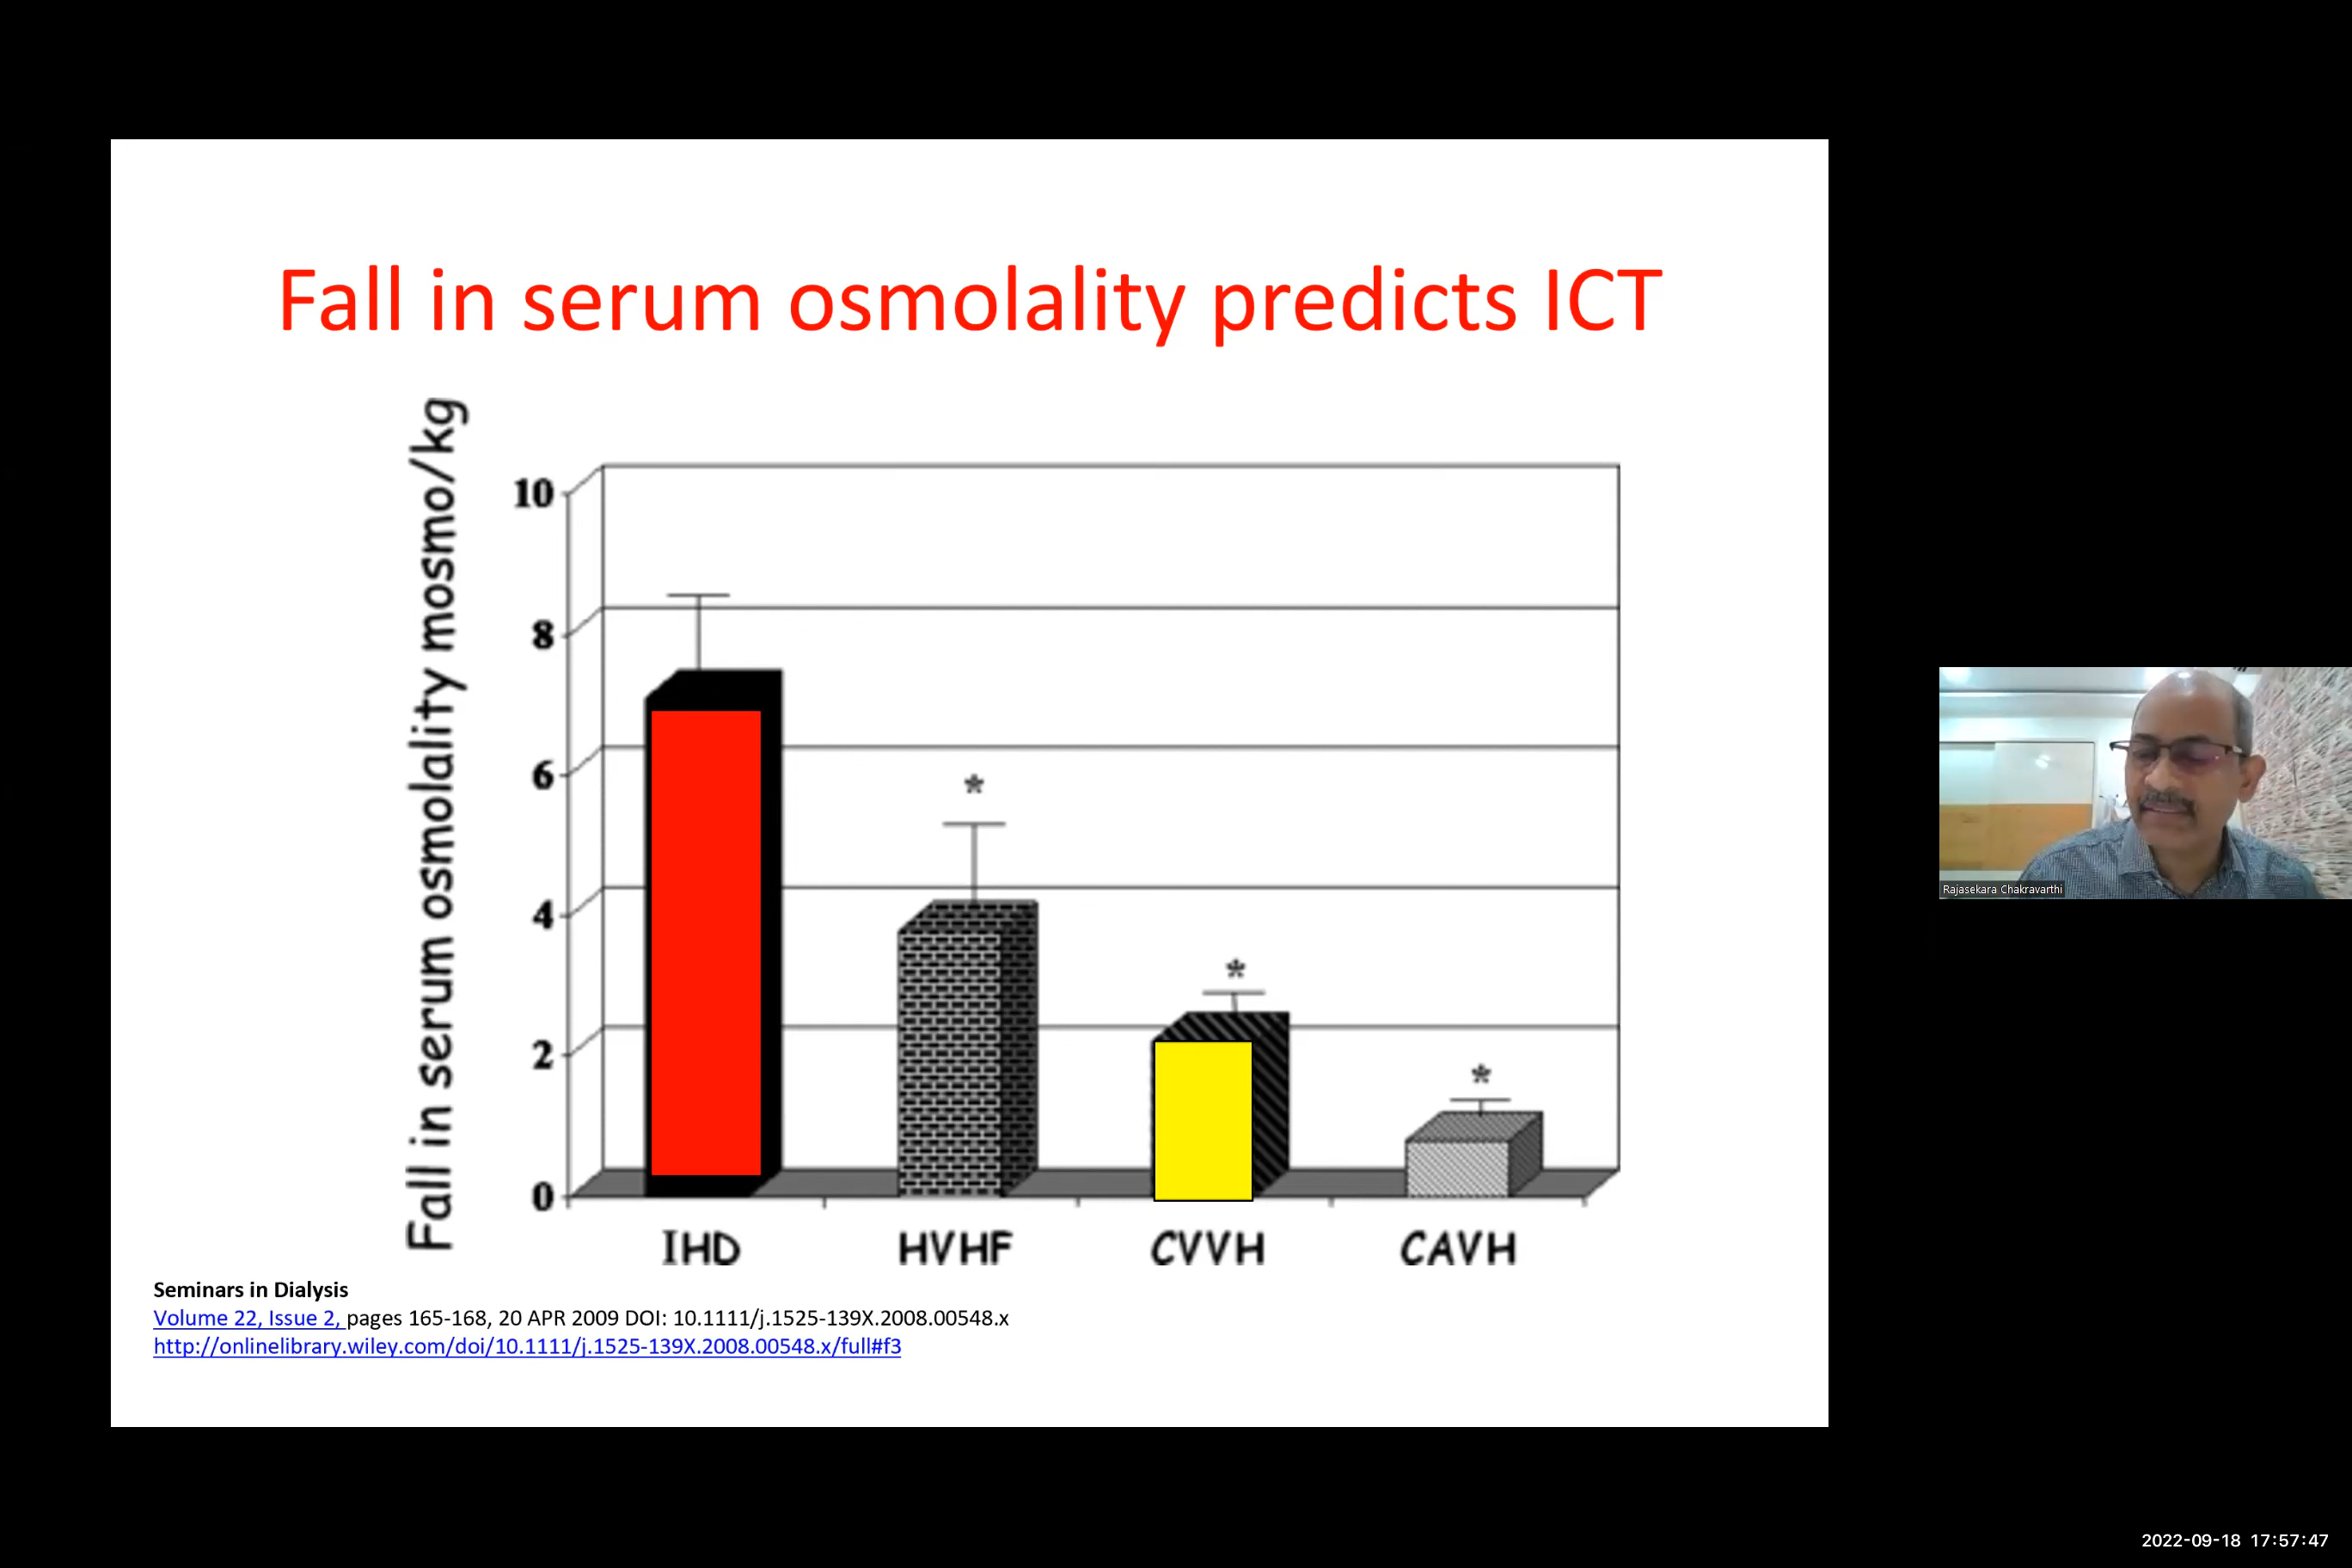 Fall in serum osmolality predicts ICT
Fall in serum osmolality mosmo/kg
10
8
6
4
2
0
*
*
*
IHD HVHF CVVH CAVH
Seminars in Dialysis
Volume 22, Issue 2, pages 165-168, 20 APR 2009 DOI: 10.1111/j.1525-139X.2008.00548.x
http://onlinelibrary.wiley.com/doi/10.1111/j.1525-139X.2008.00548.x/full#f3
Rajasekara Chakravarthi
2022-09-18 17:57:47